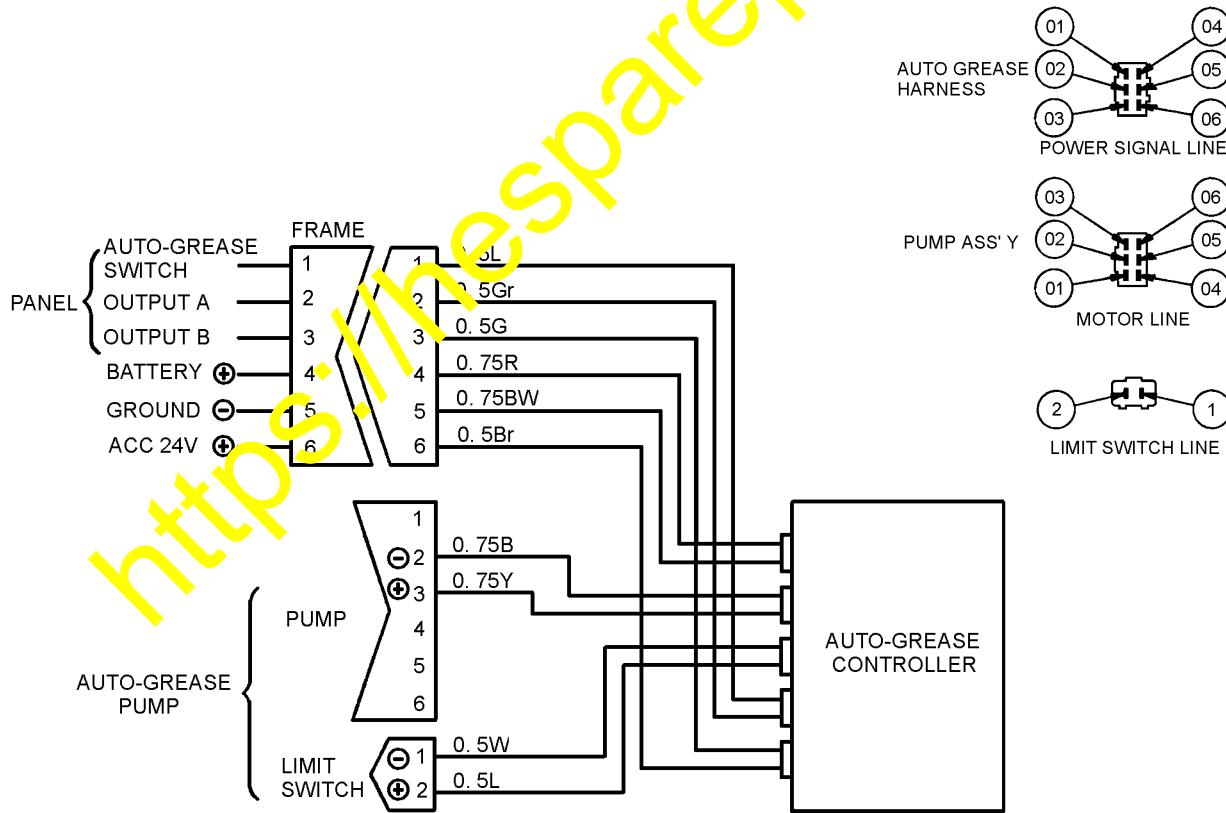 01
04
AUTO GREASE
HARNESS
02
05
03
06
POWER SIGNAL LINE
03
06
PUMP ASS' Y
02
05
01
04
MOTOR LINE
2
1
LIMIT SWITCH LINE
FRAME
PANEL
AUTO-GREASE
SWITCH
OUTPUT A
OUTPUT B
BATTERY +
GROUND −
ACC 24V +
1
2
3
4
5
6
1
2
3
4
5
6
0. 5Gr
0. 5G
0. 75R
0. 75BW
0. 5Br
AUTO-GREASE
PUMP
PUMP
1
− 2
+ 3
4
5
6
0. 75B
0. 75Y
LIMIT
SWITCH
− 1
+ 2
0. 5W
0. 5L
AUTO-GREASE
CONTROLLER
https://hespare